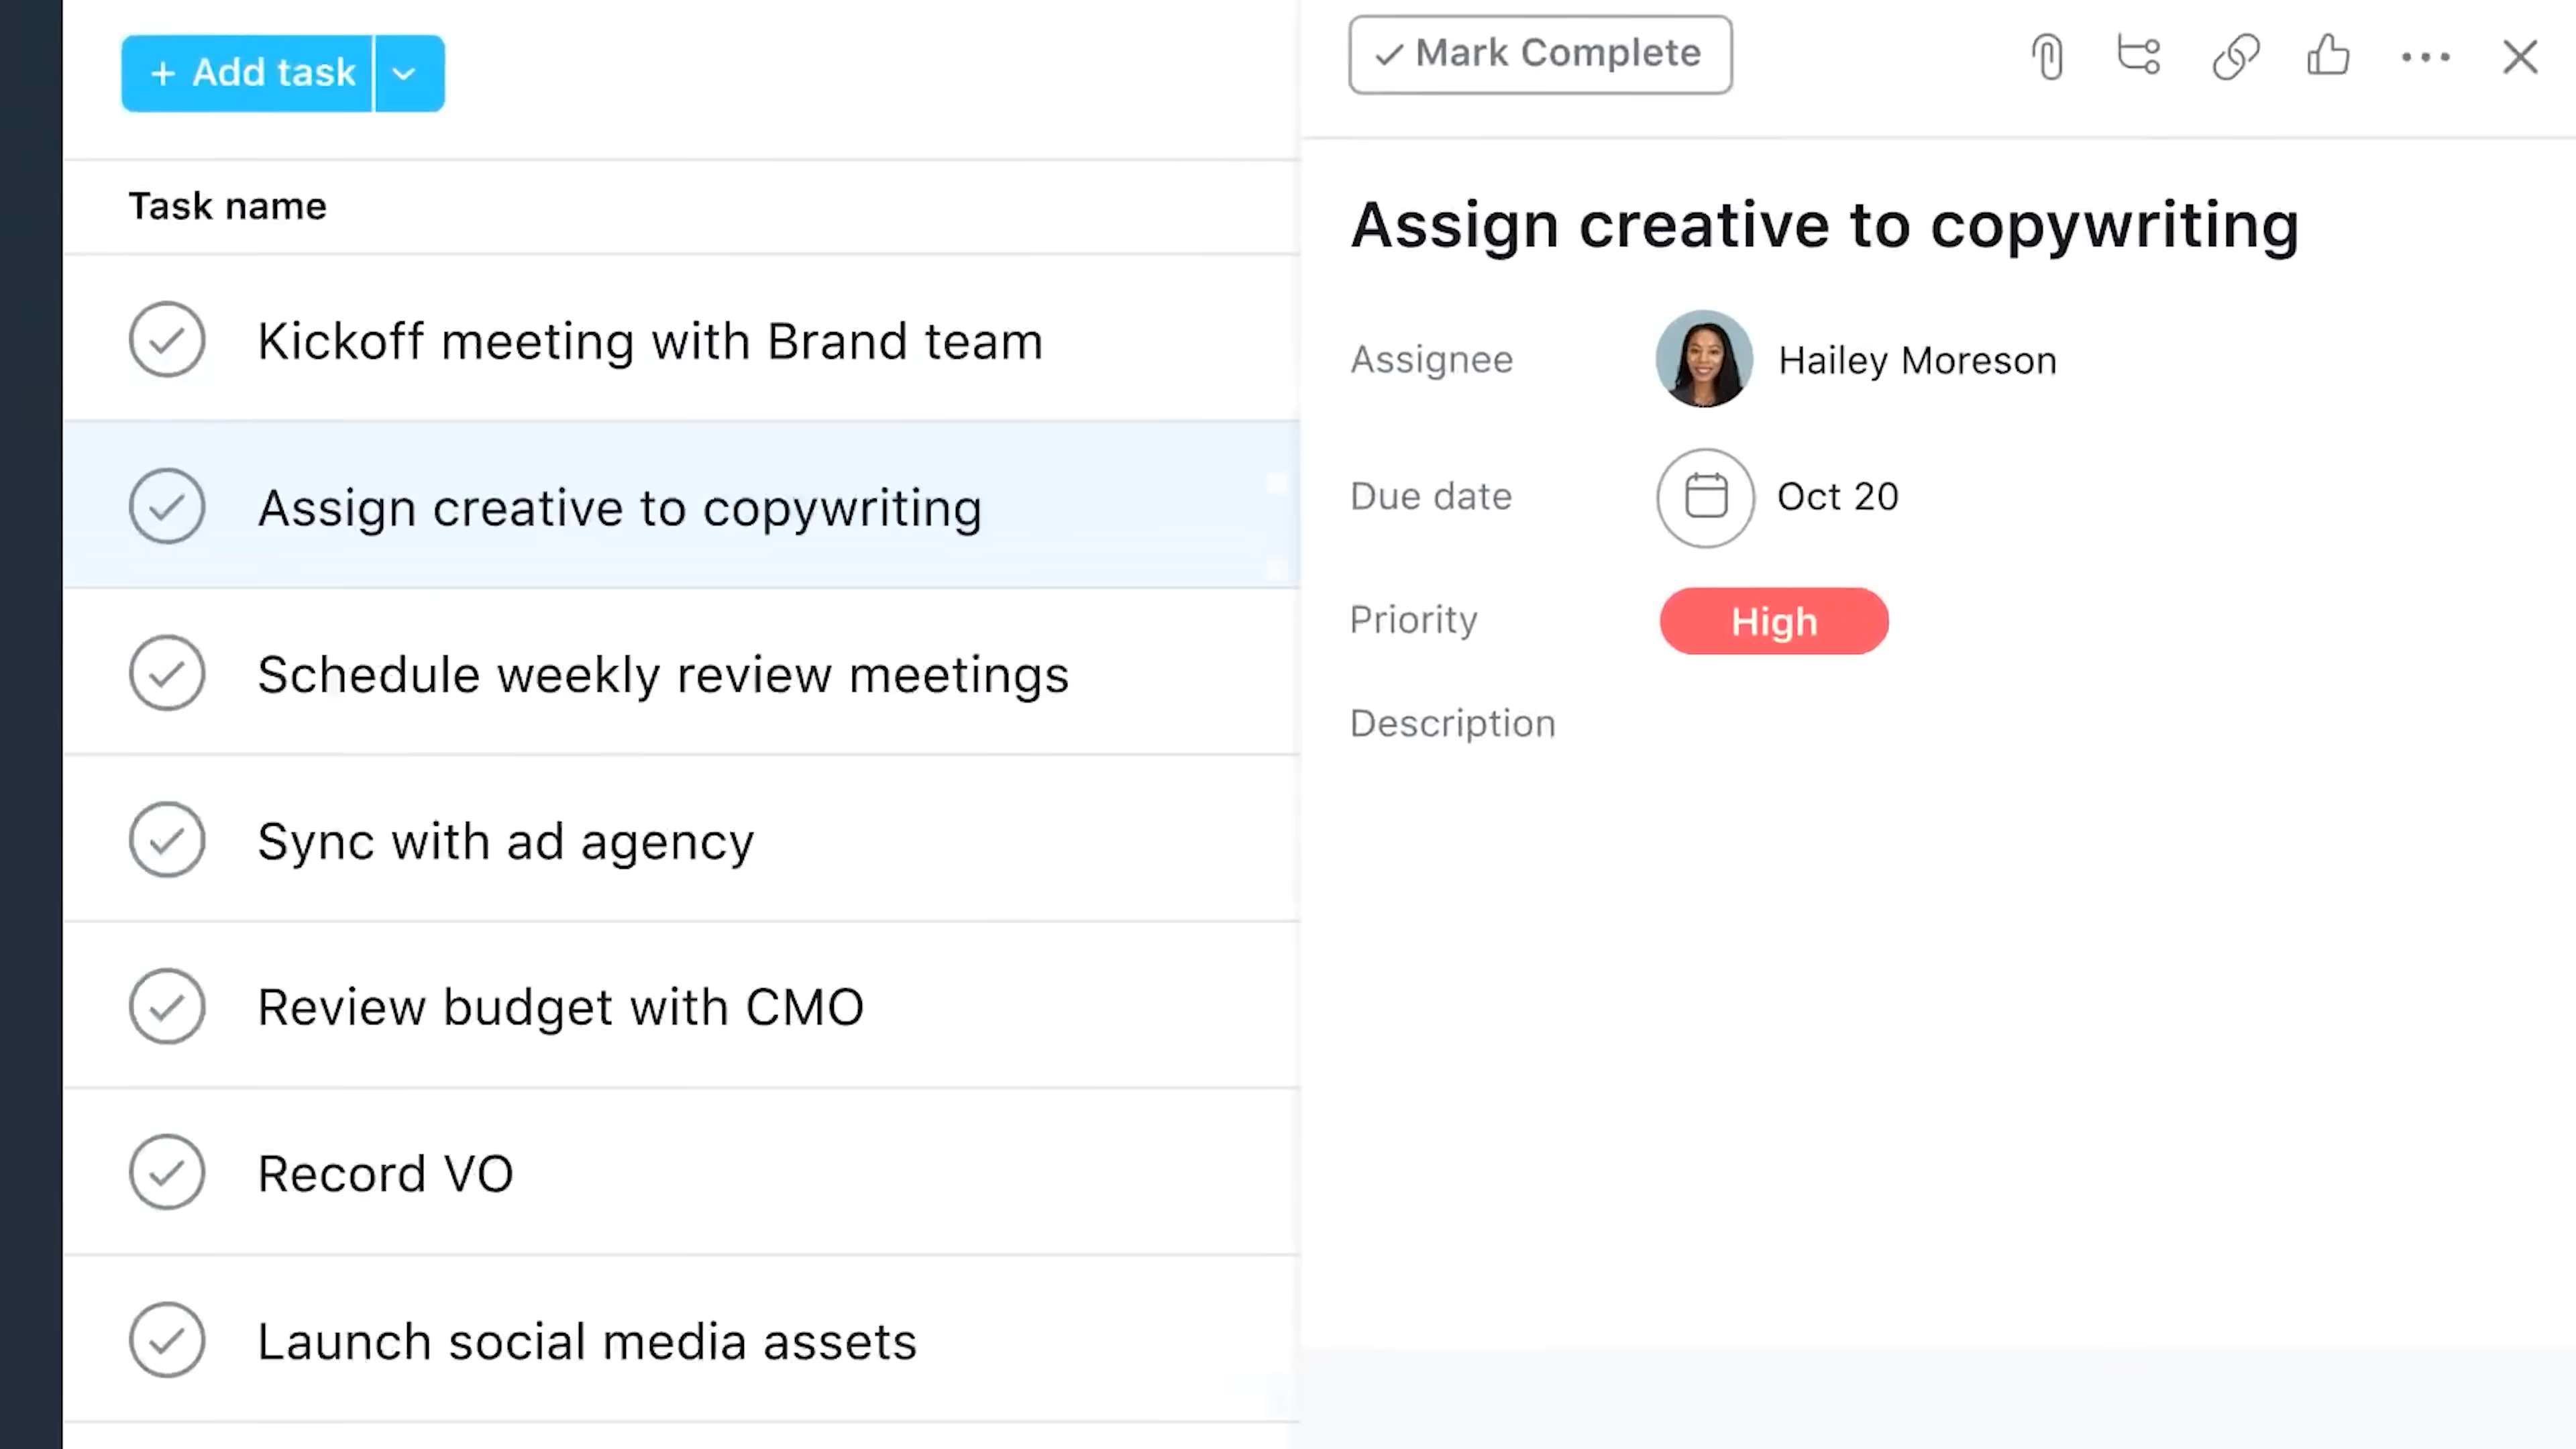 + Add task
Task name
Kickoff meeting with Brand team
Assign creative to copywriting
Schedule weekly review meetings
Sync with ad agency
Review budget with CMO
Record VO
Launch social media assets
Mark Complete
Assign creative to copywriting
Assignee Hailey Moreson
Due date Oct 20
Priority High
Description